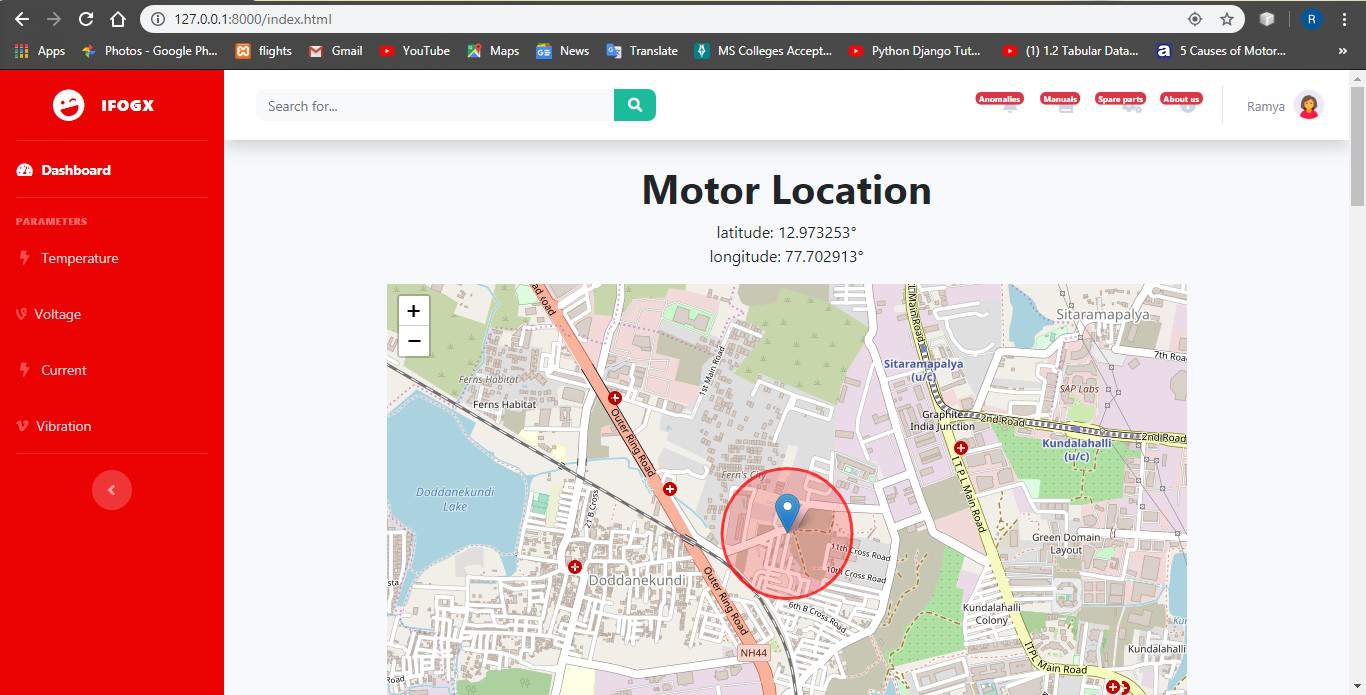 127.0.0.1:8000/index.html
R
Apps Photos - Google Ph... flights Gmail YouTube Maps News Translate MS Colleges Accept... Python Django Tut... (1) 1.2 Tabular Data... a 5 Causes of Motor... »
IFOGX
Search for...
Anomalies Manuals Spare parts About us
Ramya
Dashboard
PARAMETERS
Temperature
Voltage
Current
Vibration
Motor Location
latitude: 12.973253°
longitude: 77.702913°
+
−
Main Road
Sitaramapalya
1st Main Road
7th Roa
Sitaramapalya
(u/c)
Ferns Habitat
Ferns Habitat
SAP Labs
Outer Ring Road
Graphite
India Junction
2nd Road
2nd Road
Kundalahalli
(u/c)
Fern's City
I T P L Main Road
Doddanekundi
Lake
21 B Cross
Green Domain
Layout
11th Cross Road
10th Cross Road
Doddanekundi
Outer Ring Road
6th B Cross Road
Kundalahalli
Colony
ITPL Main Road
Kundalahalli
NH44